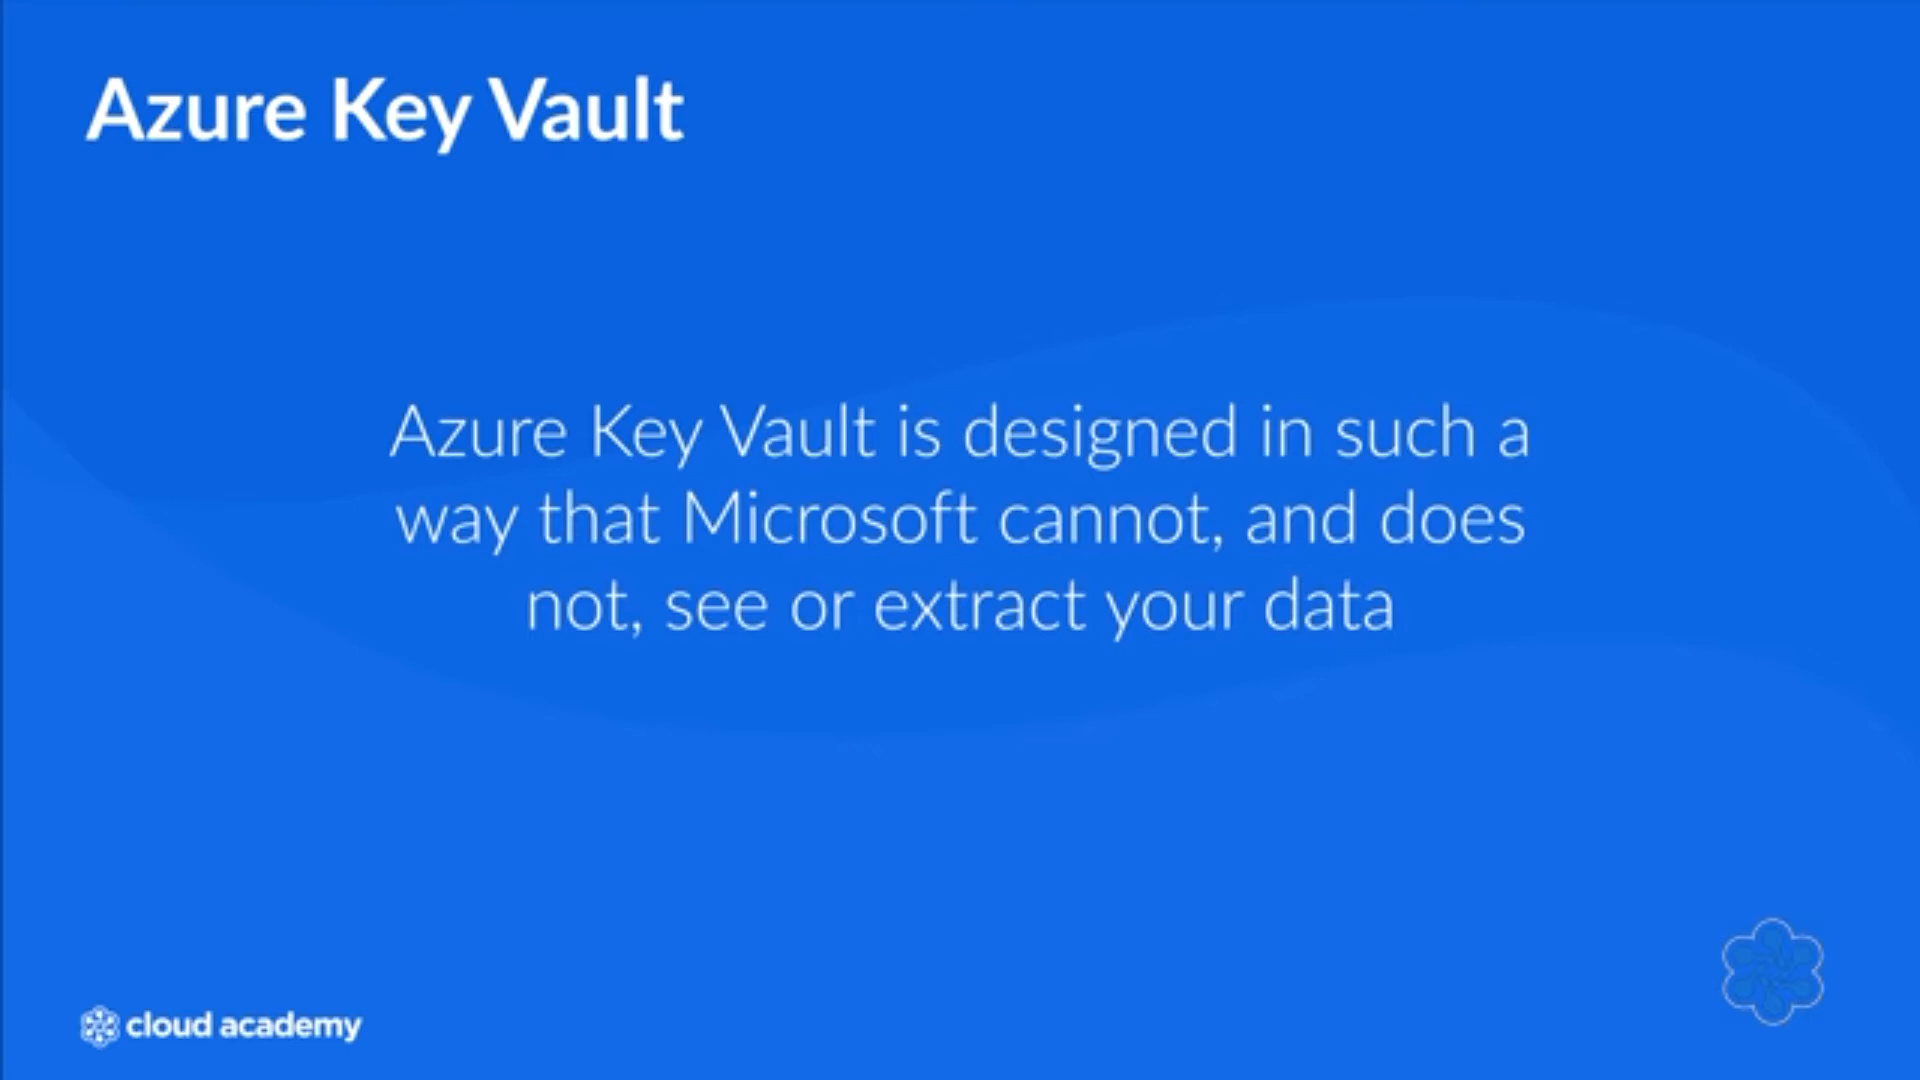 Azure Key Vault
Azure Key Vault is designed in such a
way that Microsoft cannot, and does
not, see or extract your data
cloud academy